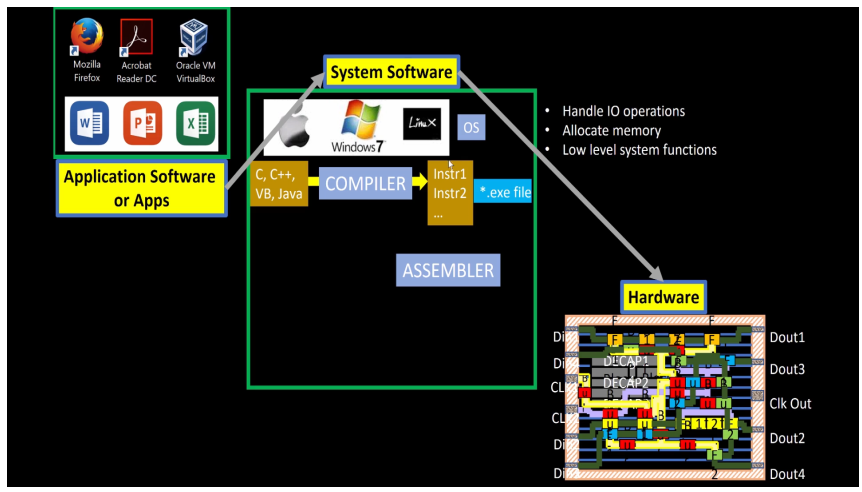 Mozilla
Firefox
Acrobat
Reader DC
Oracle VM
VirtualBox
W
P
X
Application Software
or Apps
System Software
Windows 7
Linux
OS
C, C++,
VB, Java
COMPILER
Instr1
Instr2
...
*.exe file
ASSEMBLER
• Handle IO operations
• Allocate memory
• Low level system functions
Hardware
DECAP1
DECAP2
Dout1
Dout3
Clk Out
Dout2
Dout4